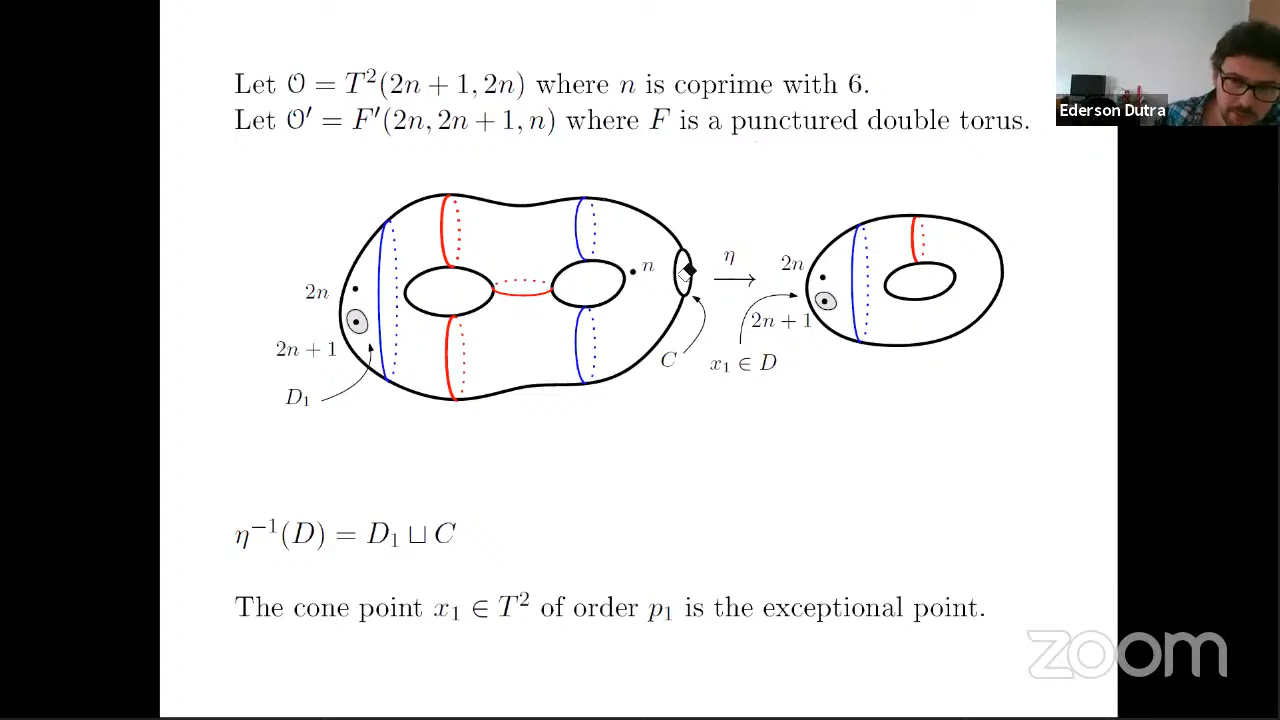 Let 𝒪 = T²(2n + 1, 2n) where n is coprime with 6.
Let 𝒪′ = F′(2n, 2n + 1, n) where F is a punctured double torus.
Ederson Dutra
2n
2n + 1
D₁
n
C
η
x₁ ∈ D
2n
2n + 1
η⁻¹(D) = D₁ ⊔ C
The cone point x₁ ∈ T² of order p₁ is the exceptional point.
zoom